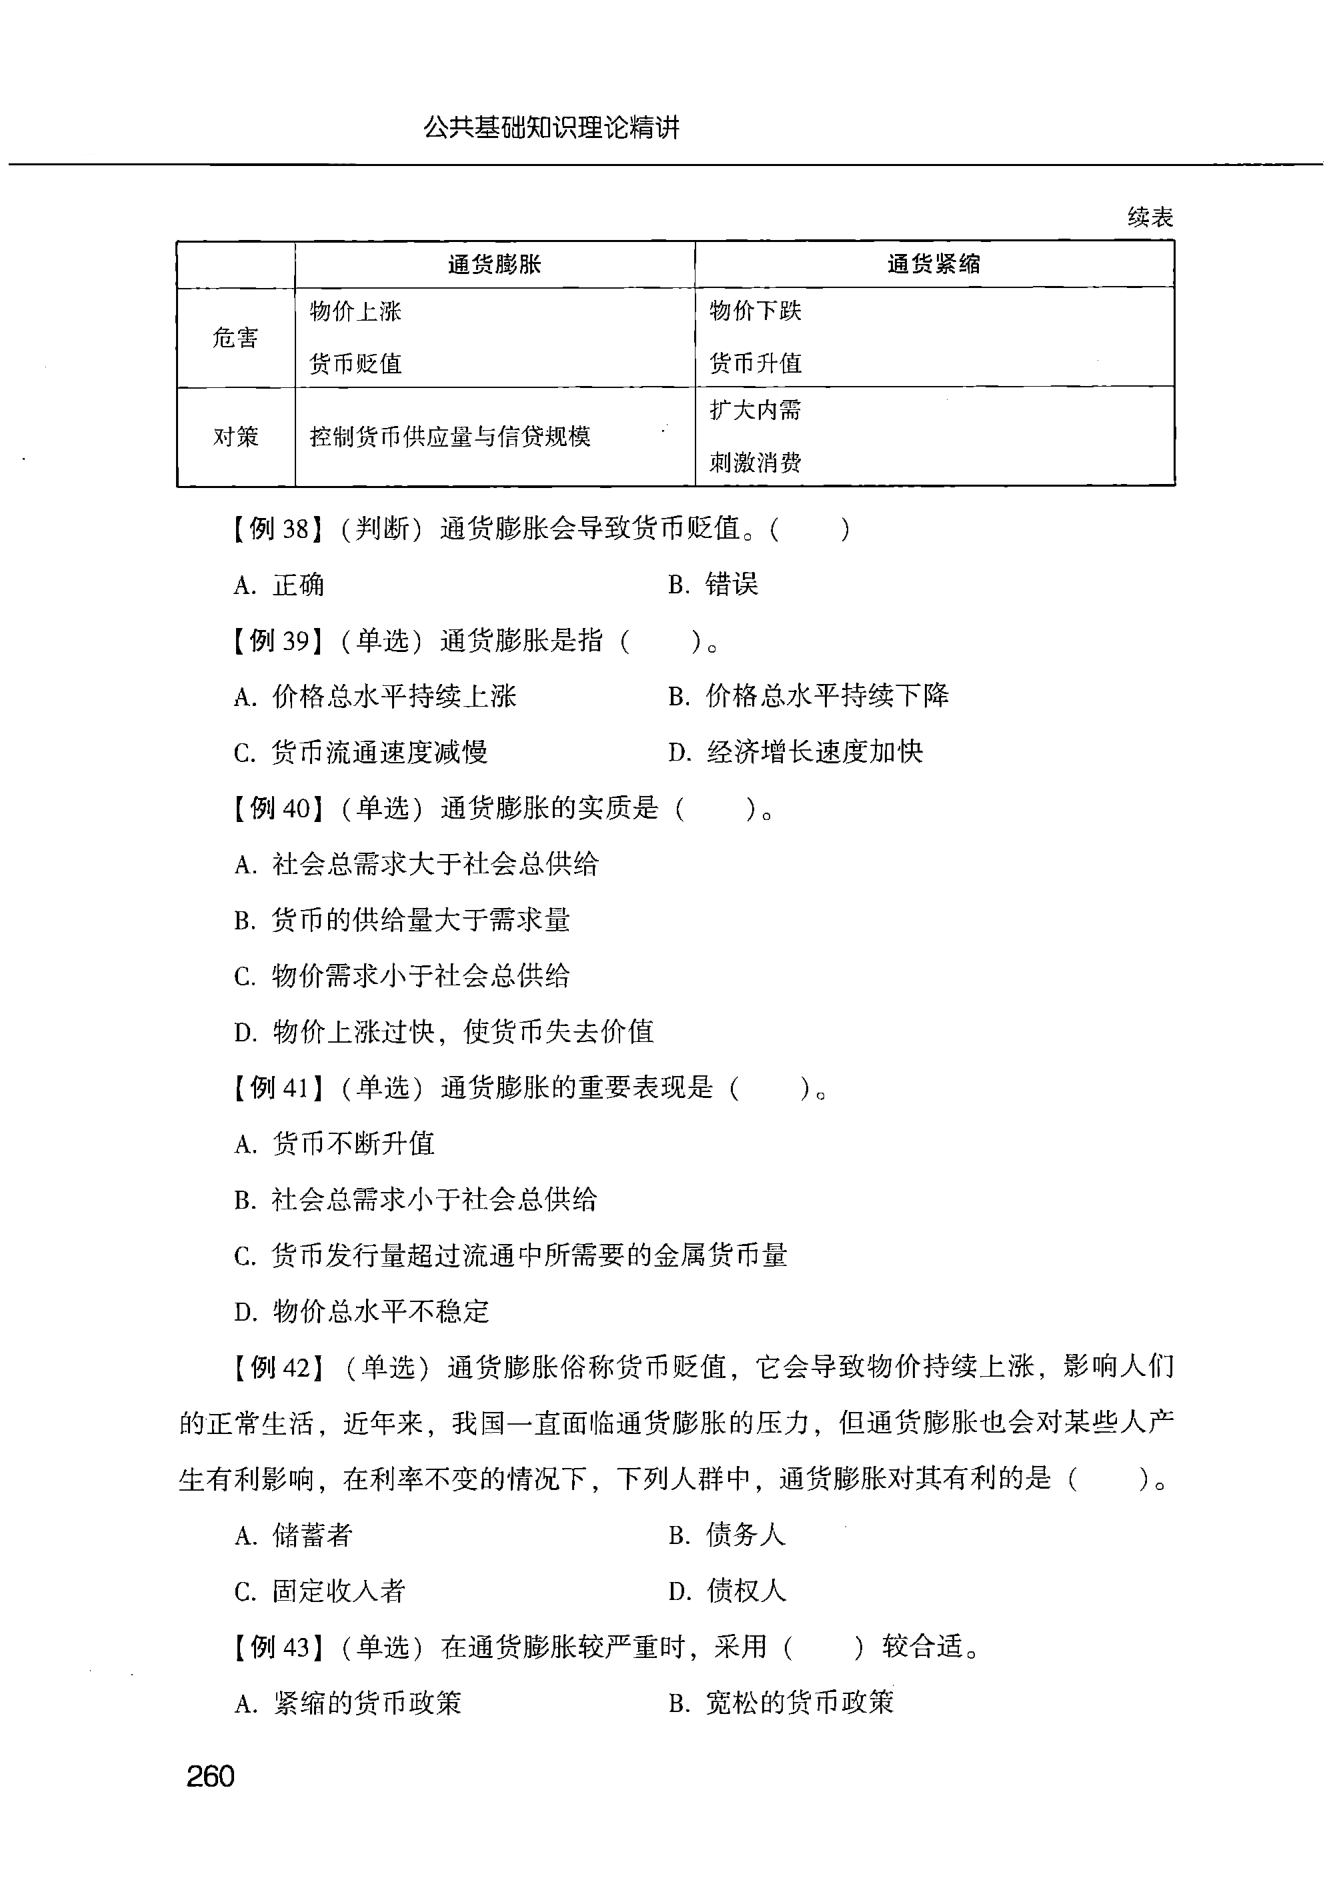 公共基础知识理论精讲
续表
通货膨胀 通货紧缩
危害 物价上涨 物价下跌
货币贬值 货币升值
对策 控制货币供应量与信贷规模 扩大内需
刺激消费
【例 38】(判断) 通货膨胀会导致货币贬值。(  )
A. 正确 B. 错误
【例 39】(单选) 通货膨胀是指 (  )。
A. 价格总水平持续上涨 B. 价格总水平持续下降
C. 货币流通速度减慢 D. 经济增长速度加快
【例 40】(单选) 通货膨胀的实质是 (  )。
A. 社会总需求大于社会总供给
B. 货币的供给量大于需求量
C. 物价需求小于社会总供给
D. 物价上涨过快，使货币失去价值
【例 41】(单选) 通货膨胀的重要表现是 (  )。
A. 货币不断升值
B. 社会总需求小于社会总供给
C. 货币发行量超过流通中所需要的金属货币量
D. 物价总水平不稳定
【例 42】 (单选) 通货膨胀俗称货币贬值，它会导致物价持续上涨，影响人们
的正常生活，近年来，我国一直面临通货膨胀的压力，但通货膨胀也会对某些人产
生有利影响，在利率不变的情况下，下列人群中，通货膨胀对其有利的是 (  )。
A. 储蓄者 B. 债务人
C. 固定收入者 D. 债权人
【例 43】(单选) 在通货膨胀较严重时，采用 (  ) 较合适。
A. 紧缩的货币政策 B. 宽松的货币政策
260